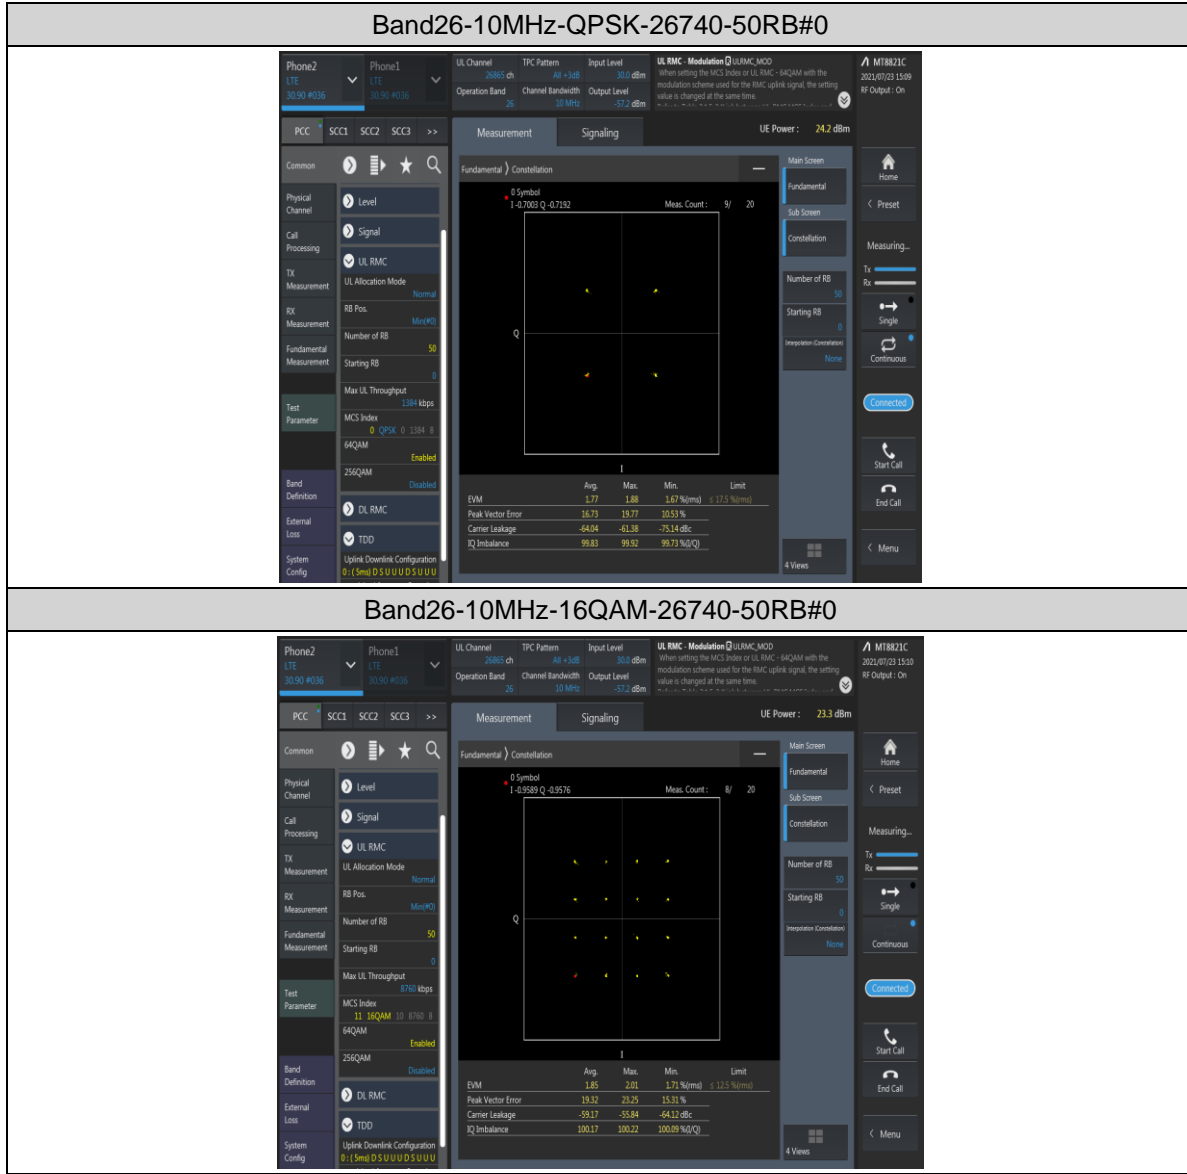 Band26-10MHz-QPSK-26740-50RB#0
Phone2
LTE
30.90 #036
Phone1
LTE
30.90 #036
UL Channel
26865 ch
Operation Band
26
TPC Pattern
All +3dB
Channel Bandwidth
10 MHz
Input Level
30.0 dBm
Output Level
-57.2 dBm
UL RMC - Modulation ULRMC_MOD
When setting the MCS Index or UL RMC - 64QAM with the
modulation scheme used for the RMC uplink signal, the setting
value is changed at the same time.
MT8821C
2021/07/23 15:09
RF Output : On
PCC SCC1 SCC2 SCC3 >>
Measurement Signaling
UE Power : 24.2 dBm
Common
Physical
Channel
Call
Processing
TX
Measurement
RX
Measurement
Fundamental
Measurement
Test
Parameter
Band
Definition
External
Loss
System
Config
Level
Signal
UL RMC
UL Allocation Mode
Normal
RB Pos.
Min(#0)
Number of RB
50
Starting RB
0
Max UL Throughput
1384 kbps
MCS Index
0 QPSK 0 1384 8
64QAM
Enabled
256QAM
Disabled
DL RMC
TDD
Uplink Downlink Configuration
0 : ( 5ms) D S U U U D S U U U
Fundamental > Constellation
0 Symbol
I -0.7003 Q -0.7192
Meas. Count : 9/ 20
Q
I
Avg. Max. Min. Limit
EVM 1.77 1.88 1.67 %(rms) ≤ 17.5 %(rms)
Peak Vector Error 16.73 19.77 10.53 %
Carrier Leakage -64.04 -61.38 -75.14 dBc
IQ Imbalance 99.83 99.92 99.73 %(I/Q)
Main Screen
Fundamental
Sub Screen
Constellation
Number of RB
50
Starting RB
0
Interpolation (Constellation)
None
4 Views
Home
< Preset
Measuring...
Tx
Rx
Single
Continuous
Connected
Start Call
End Call
< Menu
Band26-10MHz-16QAM-26740-50RB#0
Phone2
LTE
30.90 #036
Phone1
LTE
30.90 #036
UL Channel
26865 ch
Operation Band
26
TPC Pattern
All +3dB
Channel Bandwidth
10 MHz
Input Level
30.0 dBm
Output Level
-57.2 dBm
UL RMC - Modulation ULRMC_MOD
When setting the MCS Index or UL RMC - 64QAM with the
modulation scheme used for the RMC uplink signal, the setting
value is changed at the same time.
MT8821C
2021/07/23 15:10
RF Output : On
PCC SCC1 SCC2 SCC3 >>
Measurement Signaling
UE Power : 23.3 dBm
Common
Physical
Channel
Call
Processing
TX
Measurement
RX
Measurement
Fundamental
Measurement
Test
Parameter
Band
Definition
External
Loss
System
Config
Level
Signal
UL RMC
UL Allocation Mode
Normal
RB Pos.
Min(#0)
Number of RB
50
Starting RB
0
Max UL Throughput
8760 kbps
MCS Index
11 16QAM 10 8760 8
64QAM
Enabled
256QAM
Disabled
DL RMC
TDD
Uplink Downlink Configuration
0 : ( 5ms) D S U U U D S U U U
Fundamental > Constellation
0 Symbol
I -0.9589 Q -0.9576
Meas. Count : 8/ 20
Q
I
Avg. Max. Min. Limit
EVM 1.85 2.01 1.71 %(rms) ≤ 12.5 %(rms)
Peak Vector Error 19.32 23.25 15.31 %
Carrier Leakage -59.17 -55.84 -64.12 dBc
IQ Imbalance 100.17 100.22 100.09 %(I/Q)
Main Screen
Fundamental
Sub Screen
Constellation
Number of RB
50
Starting RB
0
Interpolation (Constellation)
None
4 Views
Home
< Preset
Measuring...
Tx
Rx
Single
Continuous
Connected
Start Call
End Call
< Menu